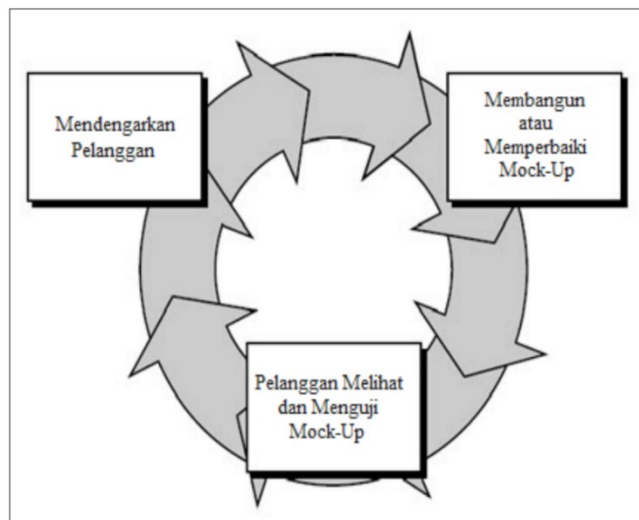 Mendengarkan
Pelanggan
Membangun
atau
Memperbaiki
Mock-Up
Pelanggan Melihat
dan Menguji
Mock-Up